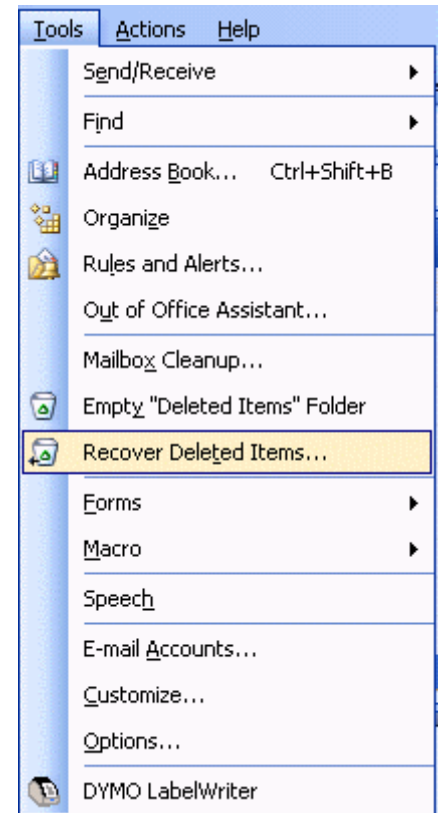 Tools Actions Help
Send/Receive
Find
Address Book... Ctrl+Shift+B
Organize
Rules and Alerts...
Out of Office Assistant...
Mailbox Cleanup...
Empty "Deleted Items" Folder
Recover Deleted Items...
Forms
Macro
Speech
E-mail Accounts...
Customize...
Options...
DYMO LabelWriter